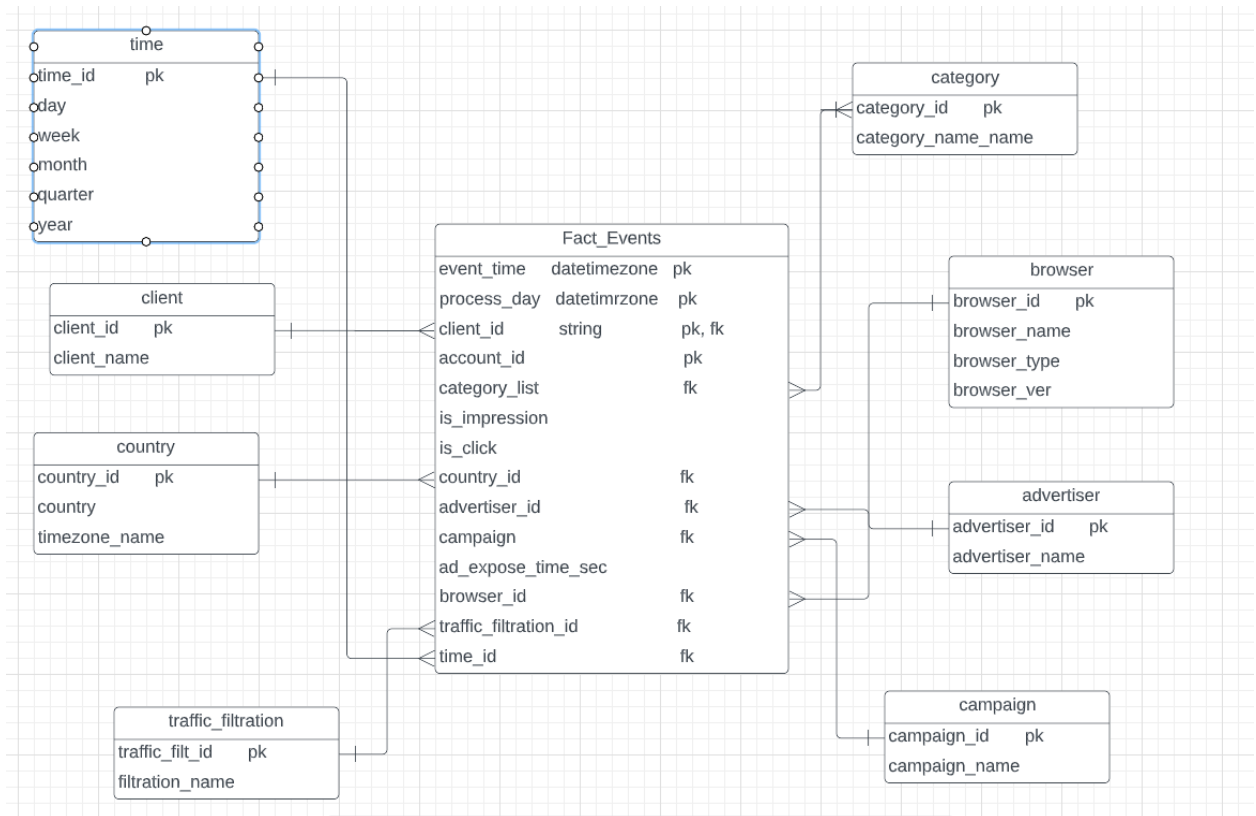 time
time_id pk
day
week
month
quarter
year
category
category_id pk
category_name_name
Fact_Events
event_time datetimezone pk
process_day datetimrzone pk
client_id string pk, fk
account_id pk
category_list fk
is_impression
is_click
country_id fk
advertiser_id fk
campaign fk
ad_expose_time_sec
browser_id fk
traffic_filtration_id fk
time_id fk
client
client_id pk
client_name
browser
browser_id pk
browser_name
browser_type
browser_ver
country
country_id pk
country
timezone_name
advertiser
advertiser_id pk
advertiser_name
traffic_filtration
traffic_filt_id pk
filtration_name
campaign
campaign_id pk
campaign_name